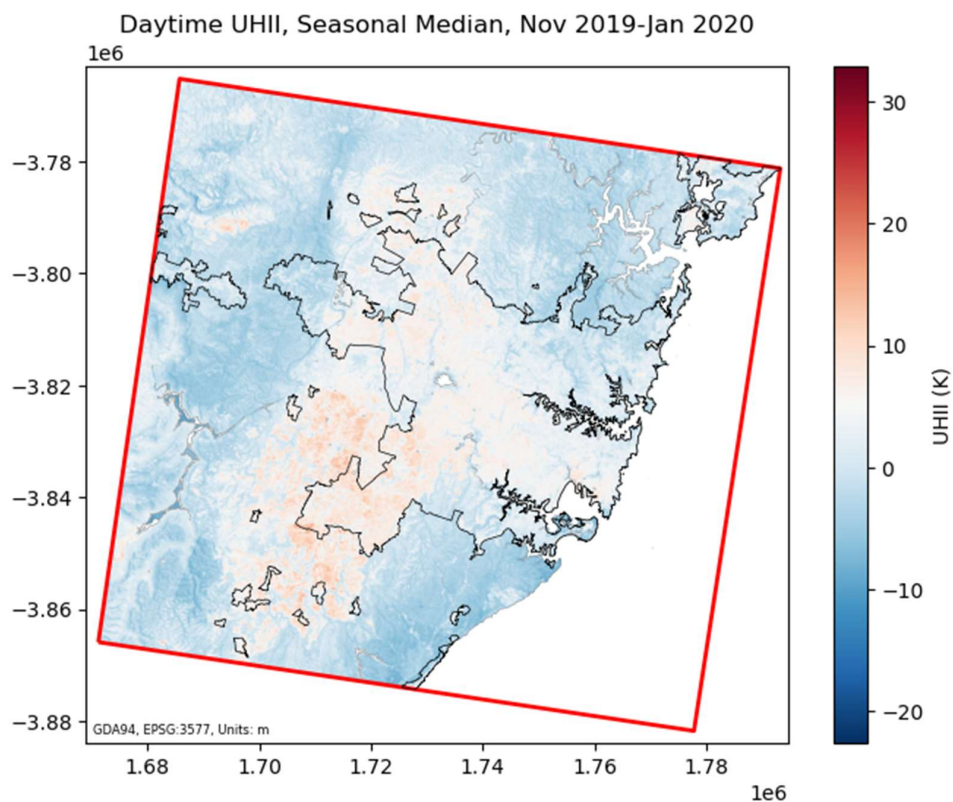 Daytime UHII, Seasonal Median, Nov 2019-Jan 2020
1e6
−3.78
−3.80
−3.82
−3.84
−3.86
−3.88
GDA94, EPSG:3577, Units: m
1.68 1.70 1.72 1.74 1.76 1.78
1e6
30
20
10
0
−10
−20
UHII (K)